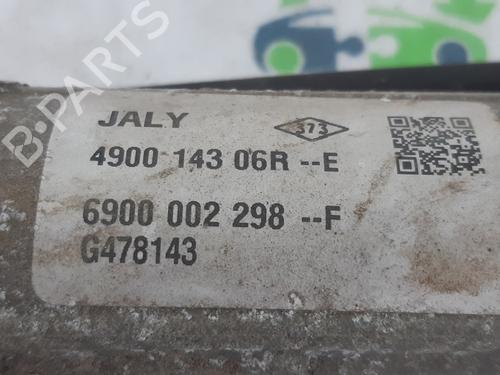 B-PARTS
JALY
373
4900 143 06R --E
6900 002 298 --F
G478143